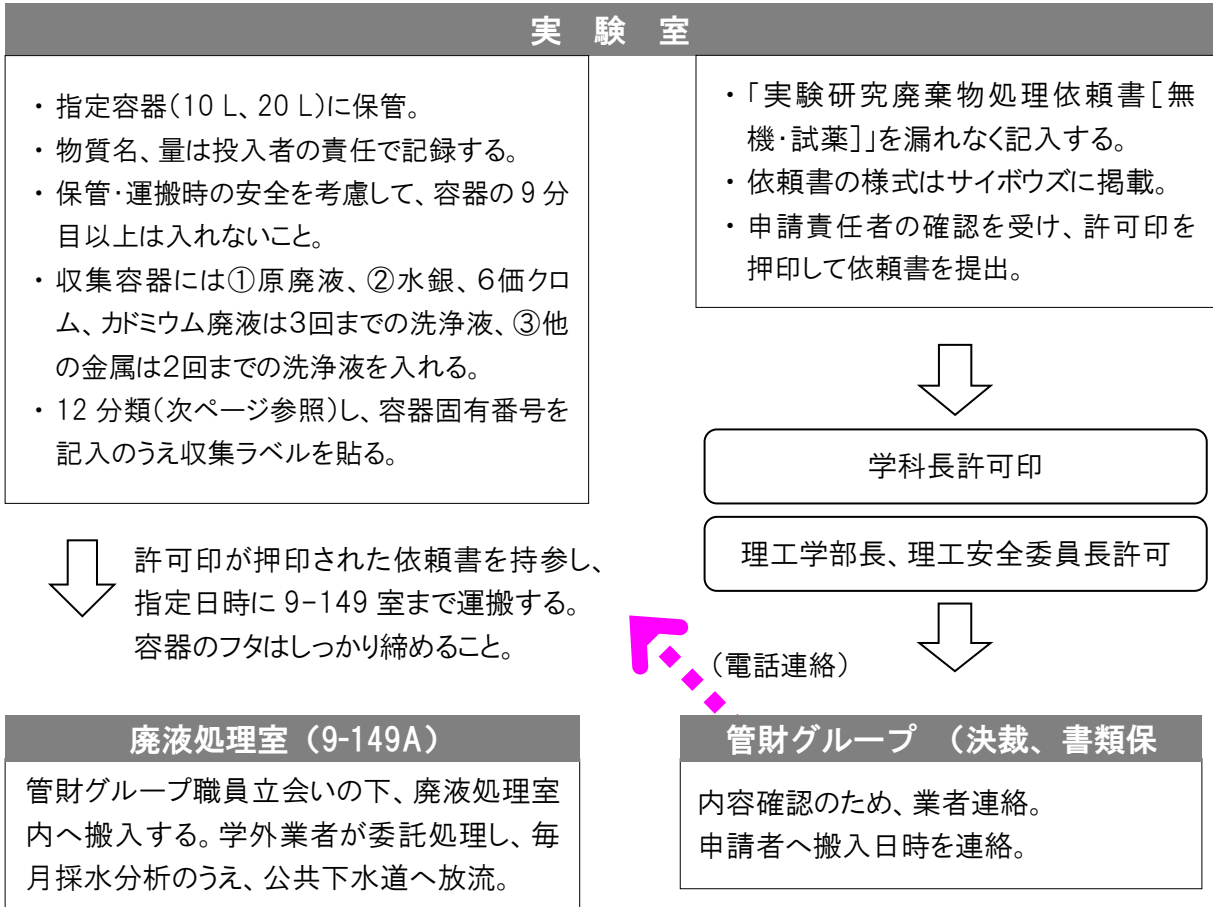 実 験 室
・指定容器(10 L、20 L)に保管。
・物質名、量は投入者の責任で記録する。
・保管・運搬時の安全を考慮して、容器の 9 分
目以上は入れないこと。
・収集容器には①原廃液、②水銀、6価クロ
ム、カドミウム廃液は3回までの洗浄液、③他
の金属は2回までの洗浄液を入れる。
・12 分類(次ページ参照)し、容器固有番号を
記入のうえ収集ラベルを貼る。
・「実験研究廃棄物処理依頼書[無
機・試薬]」を漏れなく記入する。
・依頼書の様式はサイボウズに掲載。
・申請責任者の確認を受け、許可印を
押印して依頼書を提出。
学科長許可印
理工学部長、理工安全委員長許可
許可印が押印された依頼書を持参し、
指定日時に 9-149 室まで運搬する。
容器のフタはしっかり締めること。
(電話連絡)
廃液処理室(9-149A)
管財グループ職員立会いの下、廃液処理室
内へ搬入する。学外業者が委託処理し、毎
月採水分析のうえ、公共下水道へ放流。
管財グループ (決裁、書類保
内容確認のため、業者連絡。
申請者へ搬入日時を連絡。